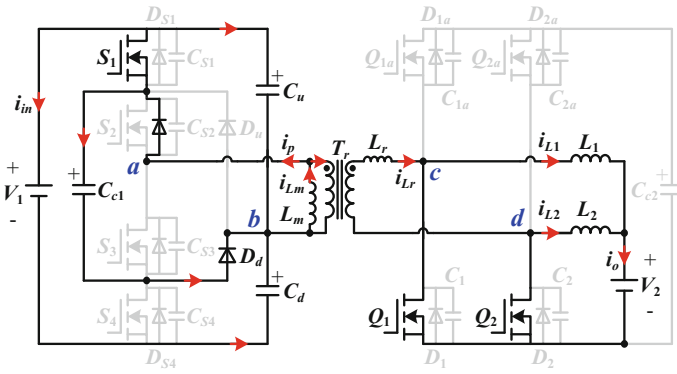 D_S1
D_1a
D_2a
S_1
C_S1
Q_1a
Q_2a
+
C_u
C_1a
C_2a
i_in
S_2
C_S2
D_u
i_p
T_r
L_r
i_L1
L_1
a
i_Lm
i_Lr
c
+
V_1
-
+
C_c1
L_m
C_c2
+
b
d
i_L2
L_2
S_3
C_S3
D_d
i_o
+
V_2
-
+
C_d
C_1
C_2
S_4
C_S4
Q_1
Q_2
D_S4
D_1
D_2